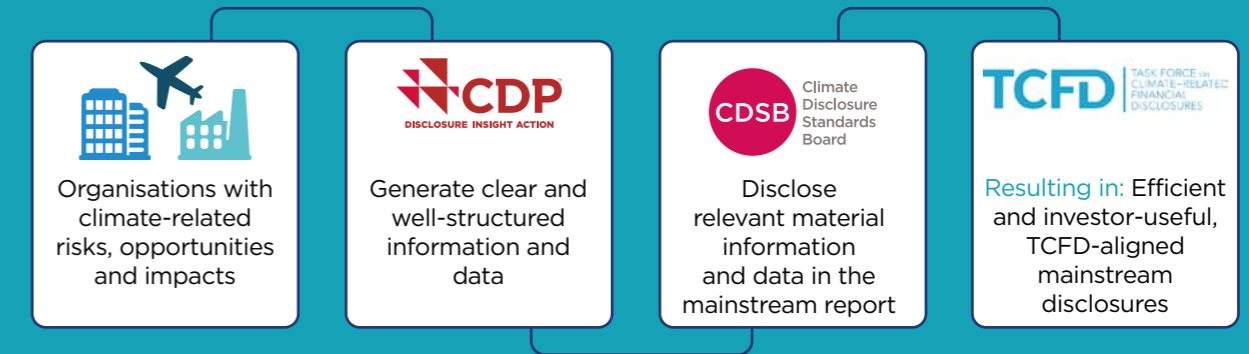 Organisations with
climate-related
risks, opportunities
and impacts
CDP
DISCLOSURE INSIGHT ACTION
Generate clear and
well-structured
information and
data
CDSB
Climate
Disclosure
Standards
Board
Disclose
relevant material
information
and data in the
mainstream report
TCFD
TASK FORCE ON
CLIMATE-RELATED
FINANCIAL
DISCLOSURES
Resulting in: Efficient
and investor-useful,
TCFD-aligned
mainstream
disclosures